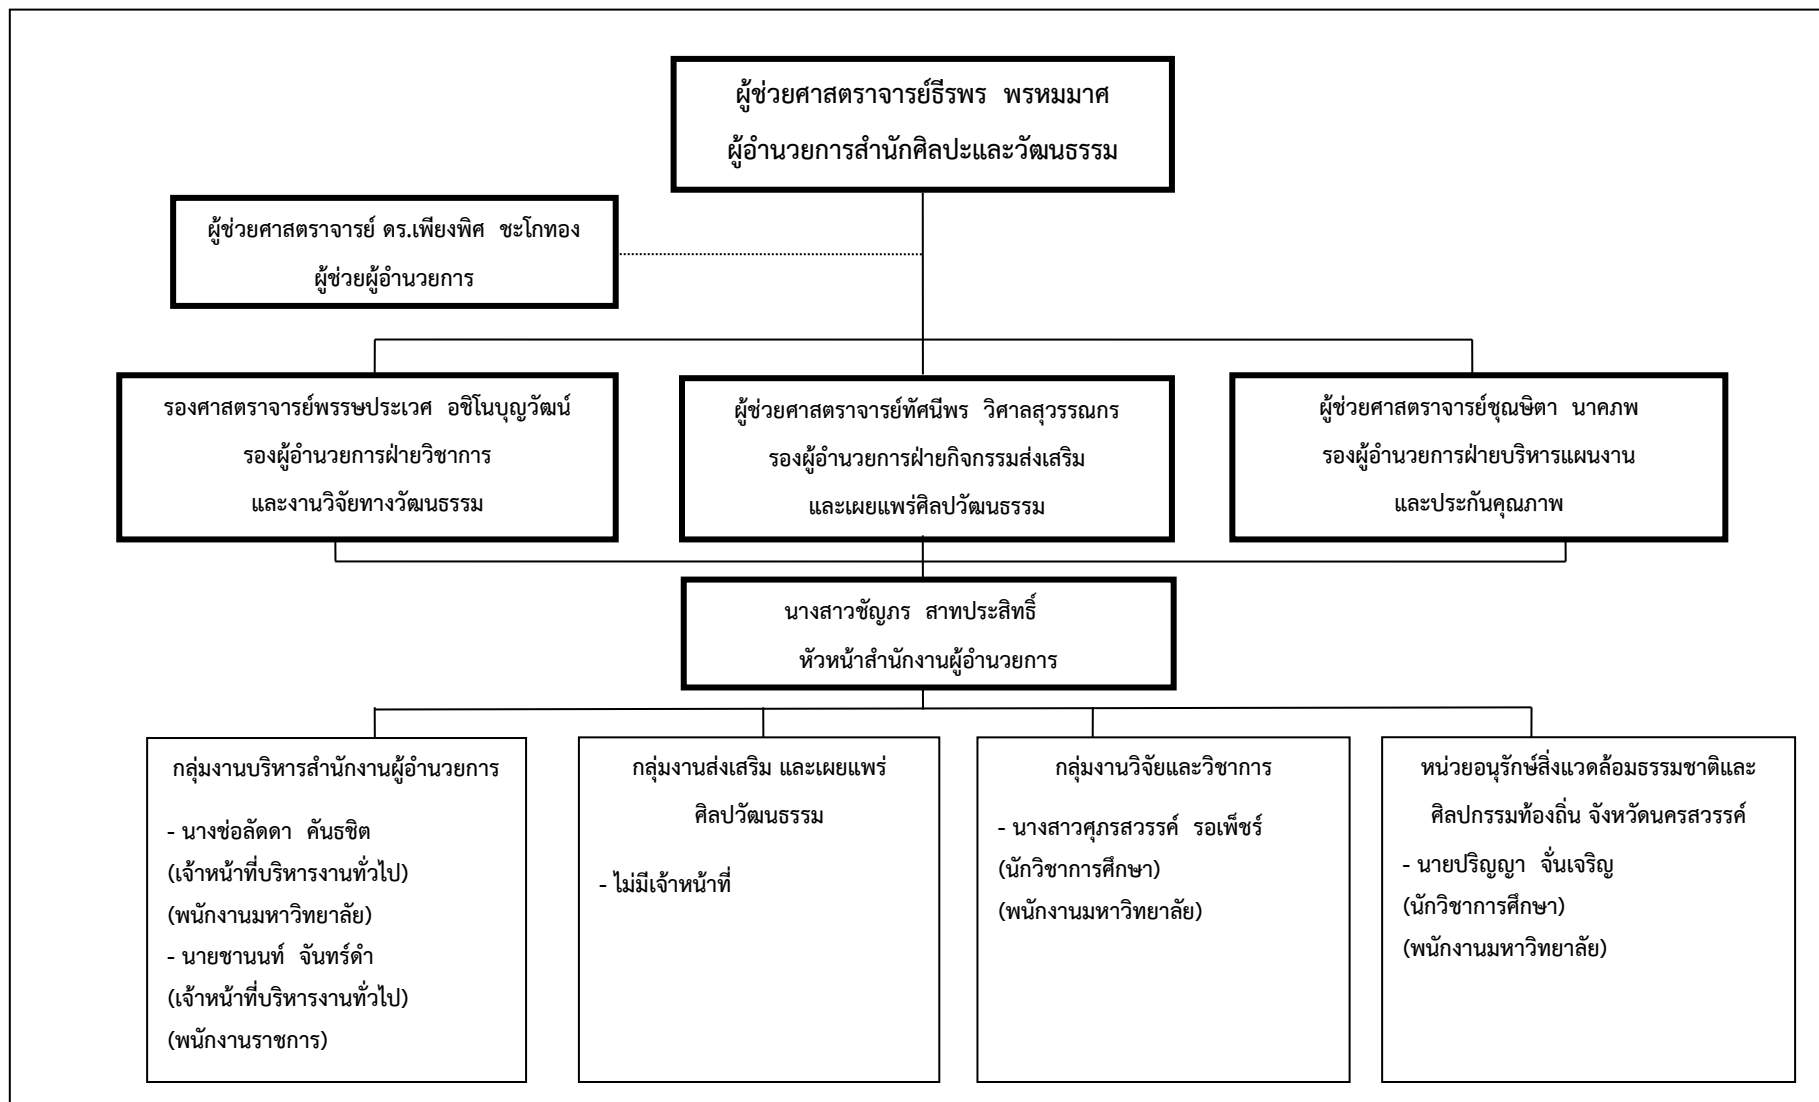 ผู้ช่วยศาสตราจารย์ธีรพร  พรหมมาศ
ผู้อำนวยการสำนักศิลปะและวัฒนธรรม
ผู้ช่วยศาสตราจารย์ ดร.เพียงพิศ  ชะโกทอง
ผู้ช่วยผู้อำนวยการ
รองศาสตราจารย์พรรษประเวศ  อชิโนบุญวัฒน์
รองผู้อำนวยการฝ่ายวิชาการ
และงานวิจัยทางวัฒนธรรม
ผู้ช่วยศาสตราจารย์ทัศนีพร  วิศาลสุวรรณกร
รองผู้อำนวยการฝ่ายกิจกรรมส่งเสริม
และเผยแพร่ศิลปวัฒนธรรม
ผู้ช่วยศาสตราจารย์ชุณษิตา  นาคภพ
รองผู้อำนวยการฝ่ายบริหารแผนงาน
และประกันคุณภาพ
นางสาวชัญภร  สาทประสิทธิ์
หัวหน้าสำนักงานผู้อำนวยการ
กลุ่มงานบริหารสำนักงานผู้อำนวยการ
- นางช่อลัดดา  คันธชิต
(เจ้าหน้าที่บริหารงานทั่วไป)
(พนักงานมหาวิทยาลัย)
- นายชานนท์  จันทร์ดำ
(เจ้าหน้าที่บริหารงานทั่วไป)
(พนักงานราชการ)
กลุ่มงานส่งเสริม และเผยแพร่
ศิลปวัฒนธรรม
- ไม่มีเจ้าหน้าที่
กลุ่มงานวิจัยและวิชาการ
- นางสาวศุภรสวรรค์  รอเพ็ชร์
(นักวิชาการศึกษา)
(พนักงานมหาวิทยาลัย)
หน่วยอนุรักษ์สิ่งแวดล้อมธรรมชาติและ
ศิลปกรรมท้องถิ่น จังหวัดนครสวรรค์
- นายปริญญา  จั่นเจริญ
(นักวิชาการศึกษา)
(พนักงานมหาวิทยาลัย)